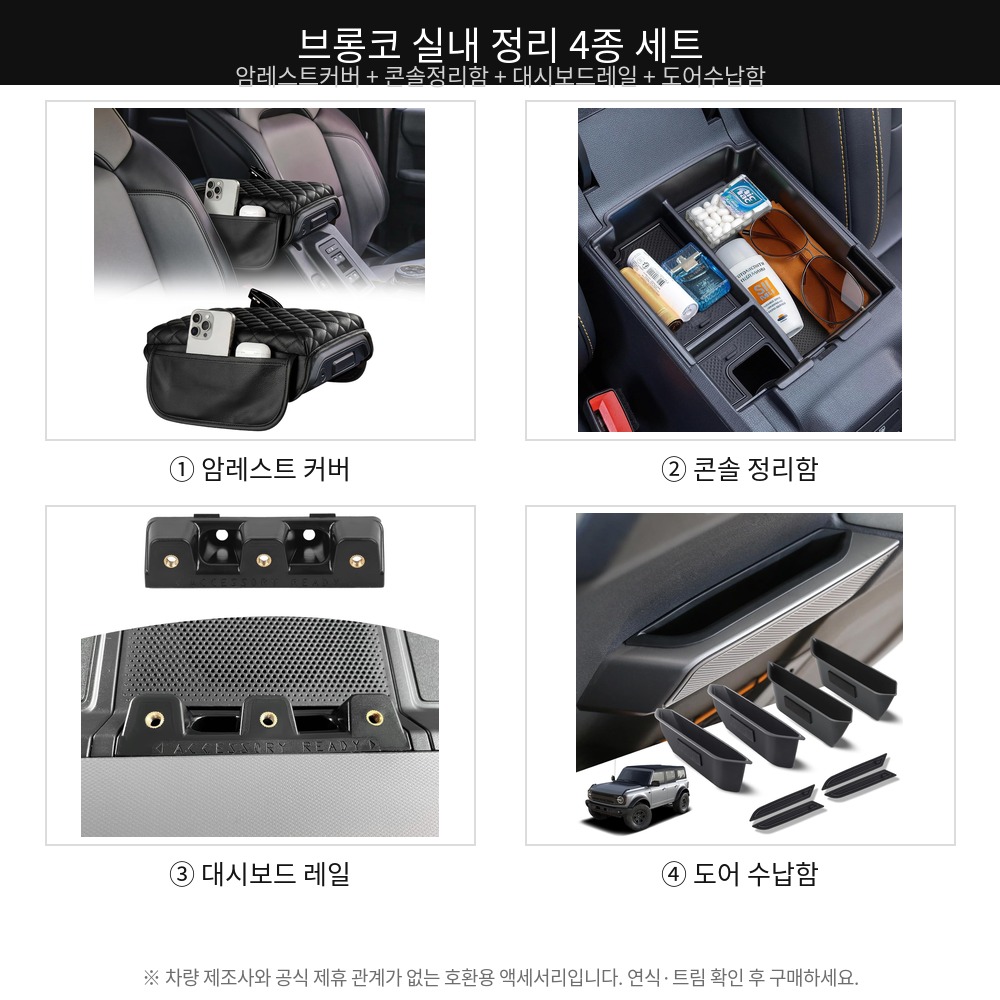 브롱코 실내 정리 4종 세트
암레스트커버 + 콘솔정리함 + 대시보드레일 + 도어수납함
① 암레스트 커버
② 콘솔 정리함
ACCESSORY READY
ACCESSORY READY
③ 대시보드 레일
④ 도어 수납함
※ 차량 제조사와 공식 제휴 관계가 없는 호환용 액세서리입니다. 연식·트림 확인 후 구매하세요.